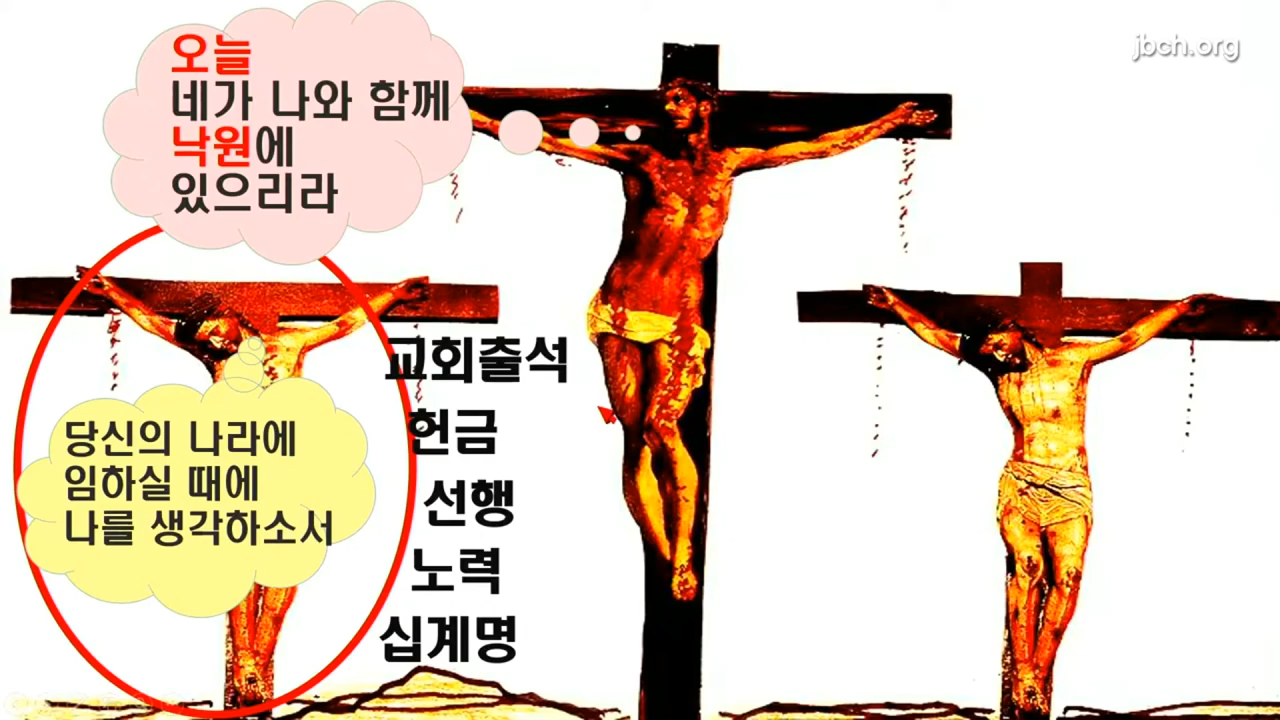 jbch.org
오늘
네가 나와 함께
낙원에
있으리라
당신의 나라에
임하실 때에
나를 생각하소서
교회출석
헌금
선행
노력
십계명